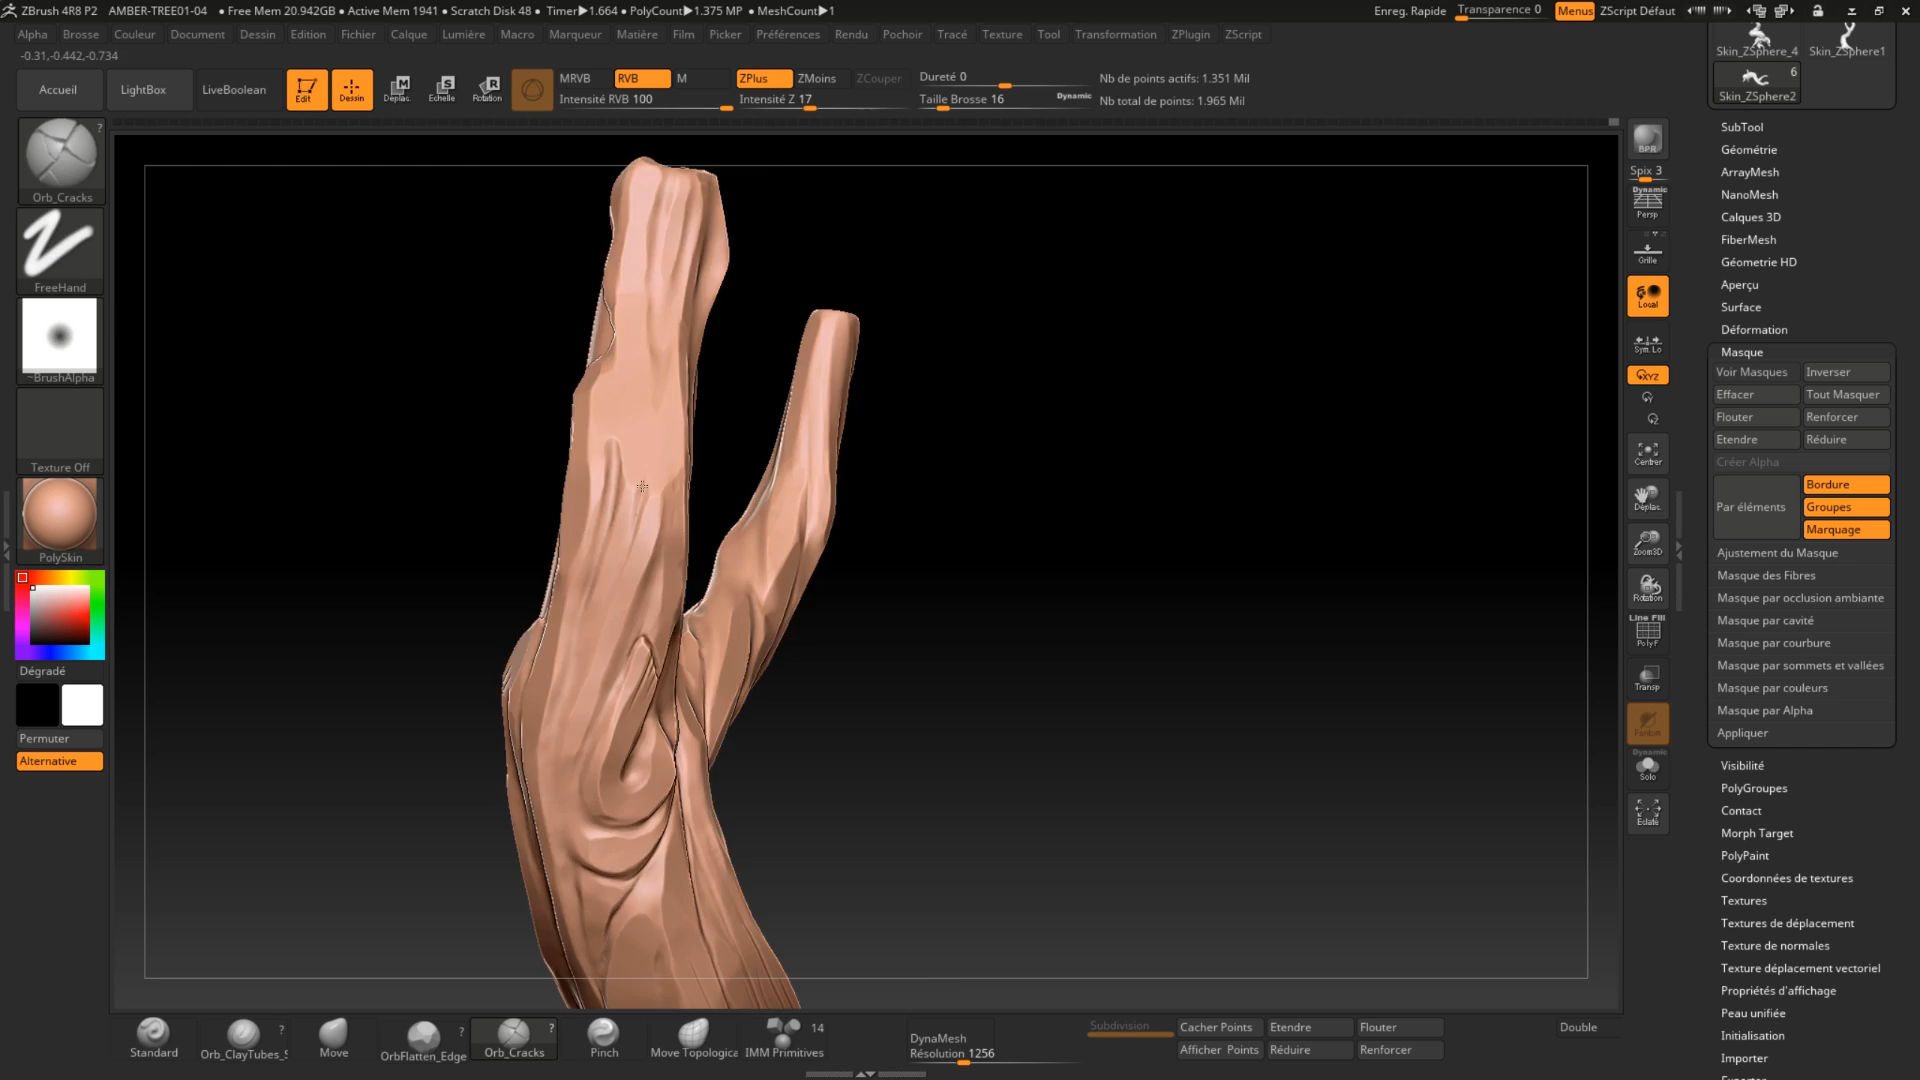 ZBrush 4R8 P2 AMBER-TREE01-04 ● Free Mem 20.942GB ● Active Mem 1941 ● Scratch Disk 48 ● Timer▶1.664 ● PolyCount▶1.375 MP ● MeshCount▶1 Enreg. Rapide Transparence 0 Menus ZScript Défaut
Alpha Brosse Couleur Document Dessin Edition Fichier Calque Lumière Macro Marqueur Matière Film Picker Préférences Rendu Pochoir Tracé Texture Tool Transformation ZPlugin ZScript
-0.31,-0.442,-0.734
Accueil LightBox LiveBoolean Edit Dessin Deplac. Echelle Rotation
MRVB RVB M ZPlus ZMoins ZCouper Dureté 0 Nb de points actifs: 1.351 Mil
Intensité RVB 100 Intensité Z 17 Taille Brosse 16 Dynamic Nb total de points: 1.965 Mil
?
Orb_Cracks
FreeHand
~BrushAlpha
Texture Off
PolySkin
Dégradé
Permuter
Alternative
BPR
Spix 3
Dynamic
Persp
Grille
Local
Sym. Lo
XYZ
Y
Z
Centrer
Déplac.
Zoom3D
Rotation
Line Fill
PolyF
Transp
Fantôm
Dynamic
Solo
Eclaté
Skin_ZSphere_4 Skin_ZSphere1
6
Skin_ZSphere2
SubTool
Géométrie
ArrayMesh
NanoMesh
Calques 3D
FiberMesh
Géometrie HD
Aperçu
Surface
Déformation
Masque
Voir Masques Inverser
Effacer Tout Masquer
Flouter Renforcer
Etendre Réduire
Créer Alpha
Par éléments Bordure
Groupes
Marquage
Ajustement du Masque
Masque des Fibres
Masque par occlusion ambiante
Masque par cavité
Masque par courbure
Masque par sommets et vallées
Masque par couleurs
Masque par Alpha
Appliquer
Visibilité
PolyGroupes
Contact
Morph Target
PolyPaint
Coordonnées de textures
Textures
Textures de déplacement
Texture de normales
Texture déplacement vectoriel
Propriétés d'affichage
Peau unifiée
Initialisation
Importer
Standard
? Orb_ClayTubes_S
Move
? OrbFlatten_Edge
? Orb_Cracks
Pinch
Move Topologica
14 IMM Primitives
DynaMesh
Résolution 1256
Subdivision Cacher Points Etendre Flouter Double
Afficher Points Réduire Renforcer